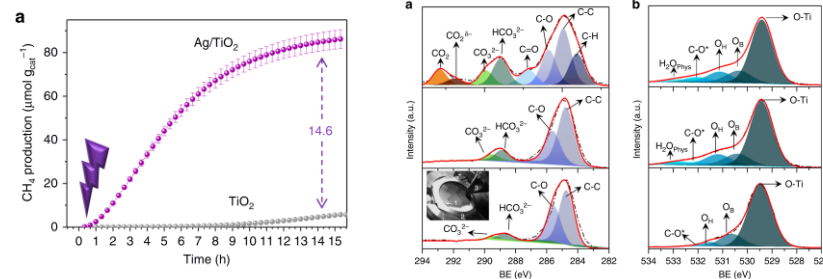 a
CH₄ production (μmol gcat⁻¹)
80
60
40
20
0
Ag/TiO₂
14.6
TiO₂
0 1 2 3 4 5 6 7 8 9 10 11 12 13 14 15
Time (h)
a
Intensity (a.u.)
CO₂
CO₂ᵟ⁻
CO₃²⁻
HCO₃²⁻
C=O
C-O
C-C
C-H
CO₃²⁻
HCO₃²⁻
C-O
C-C
CO₃²⁻
HCO₃²⁻
C-O
C-C
294 292 290 288 286 284 282
BE (eV)
b
Intensity (a.u.)
H₂OPhys
C-O*
OH
OB
O-Ti
H₂OPhys
C-O*
OH
OB
O-Ti
C-O*
OH
OB
O-Ti
534 533 532 531 530 529 528
BE (eV)